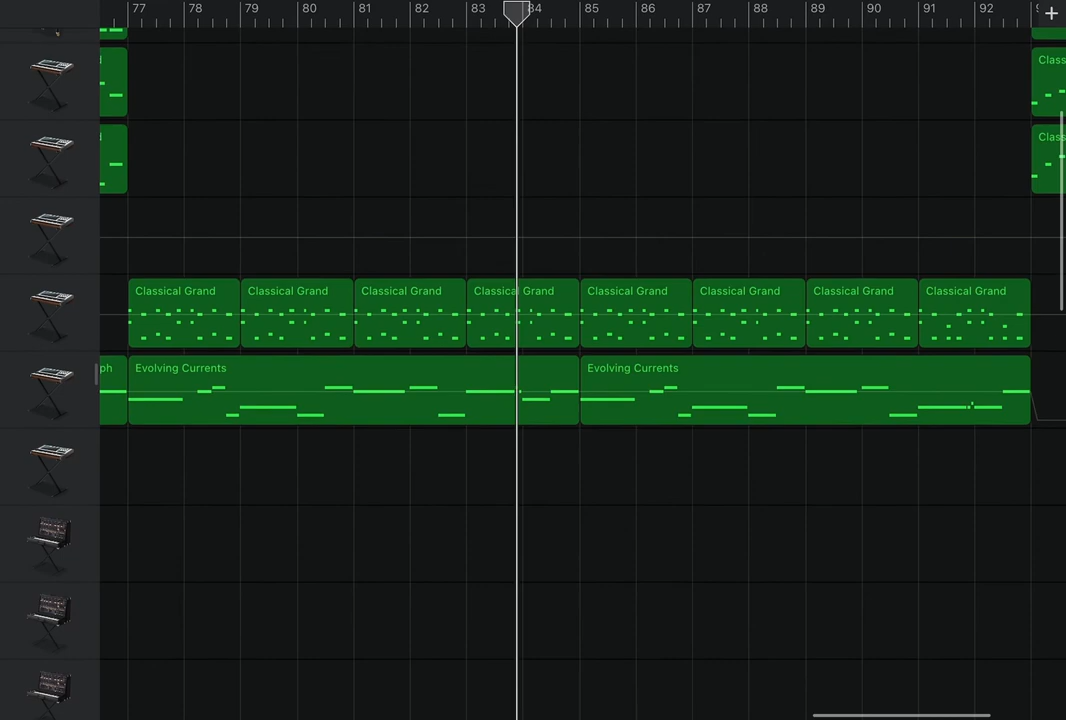 77 78 79 80 81 82 83 84 85 86 87 88 89 90 91 92
Class
Class
Classical Grand Classical Grand Classical Grand Classical Grand Classical Grand Classical Grand Classical Grand Classical Grand
ph Evolving Currents Evolving Currents